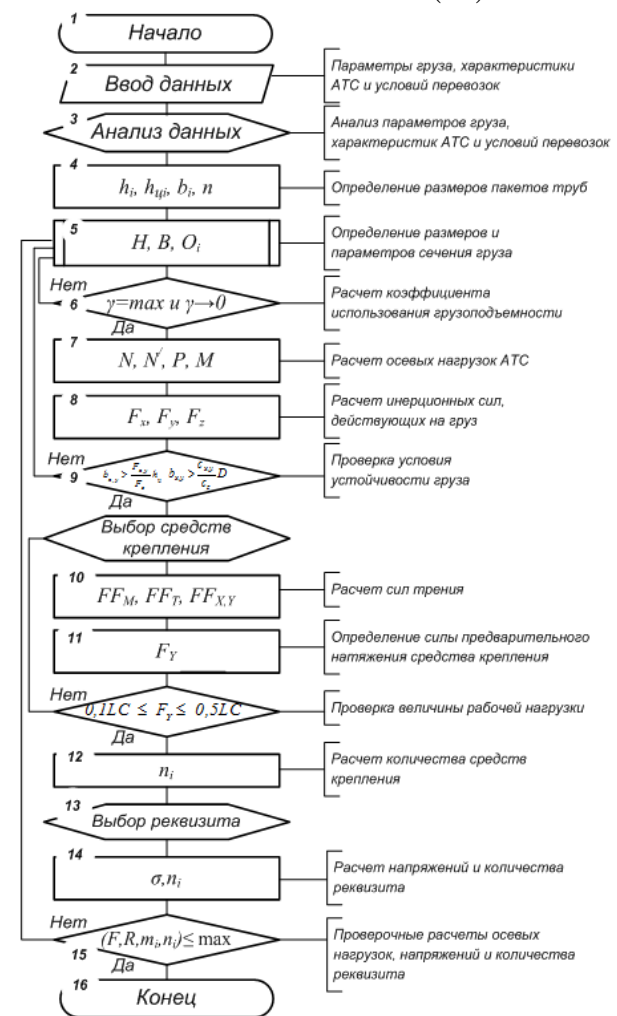 1
Начало
2
Ввод данных
Параметры груза, характеристики
АТС и условий перевозок
3
Анализ данных
Анализ параметров груза,
характеристик АТС и условий перевозок
4
hᵢ, hцᵢ, bᵢ, n
Определение размеров пакетов труб
5
H, B, Oᵢ
Определение размеров и
параметров сечения груза
Нет
6
γ=max и γ→0
Расчет коэффициента
использования грузоподъемности
Да
7
N, N′, P, M
Расчет осевых нагрузок АТС
8
Fx, Fy, Fz
Расчет инерционных сил,
действующих на груз
Нет
9
Проверка условия
устойчивости груза
Да
Выбор средств
крепления
10
FF_M, FF_T, FF_X,Y
Расчет сил трения
11
F_Y
Определение силы предварительного
натяжения средства крепления
Нет
0,1LC ≤ F_Y ≤ 0,5LC
Проверка величины рабочей нагрузки
Да
12
nᵢ
Расчет количества средств
крепления
13
Выбор реквизита
14
σ,nᵢ
Расчет напряжений и количества
реквизита
Нет
(F,R,mᵢ,nᵢ)≤ max
15
Проверочные расчеты осевых
нагрузок, напряжений и количества
реквизита
Да
16
Конец